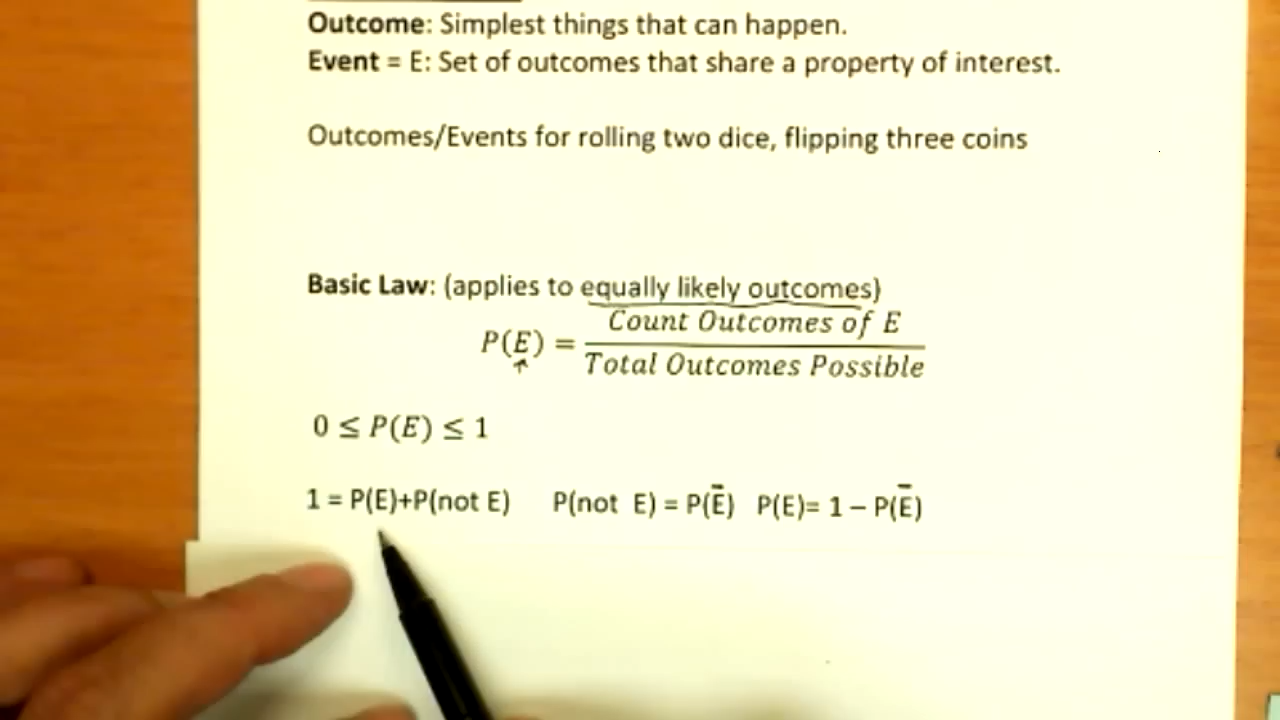 Outcome: Simplest things that can happen.
Event = E: Set of outcomes that share a property of interest.
Outcomes/Events for rolling two dice, flipping three coins
Basic Law: (applies to equally likely outcomes)
P(E) = Count Outcomes of E / Total Outcomes Possible
0 ≤ P(E) ≤ 1
1 = P(E)+P(not E) P(not E) = P(Ē) P(E)= 1 – P(Ē)